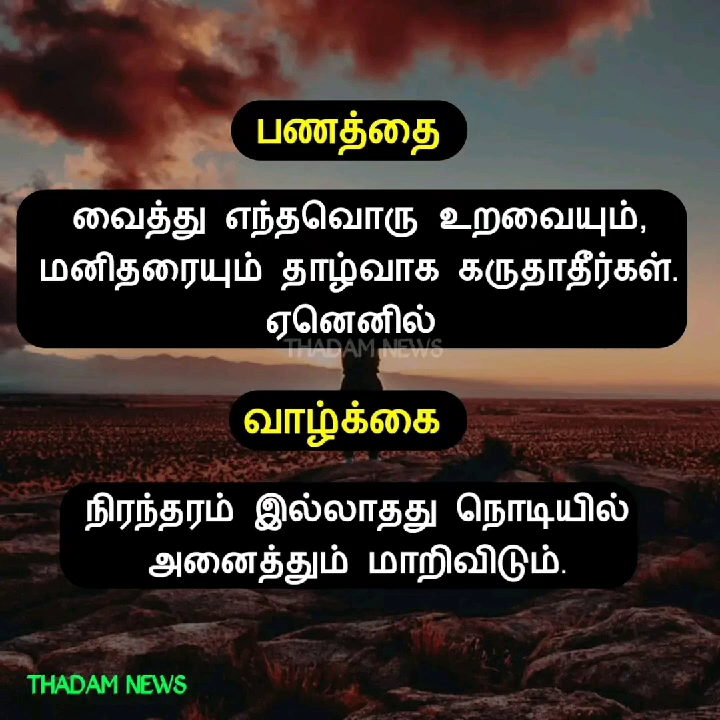 பணத்தை
வைத்து எந்தவொரு உறவையும்,
மனிதரையும் தாழ்வாக கருதாதீர்கள்.
ஏனெனில்
THADAM NEWS
வாழ்க்கை
நிரந்தரம் இல்லாதது நொடியில்
அனைத்தும் மாறிவிடும்.
THADAM NEWS